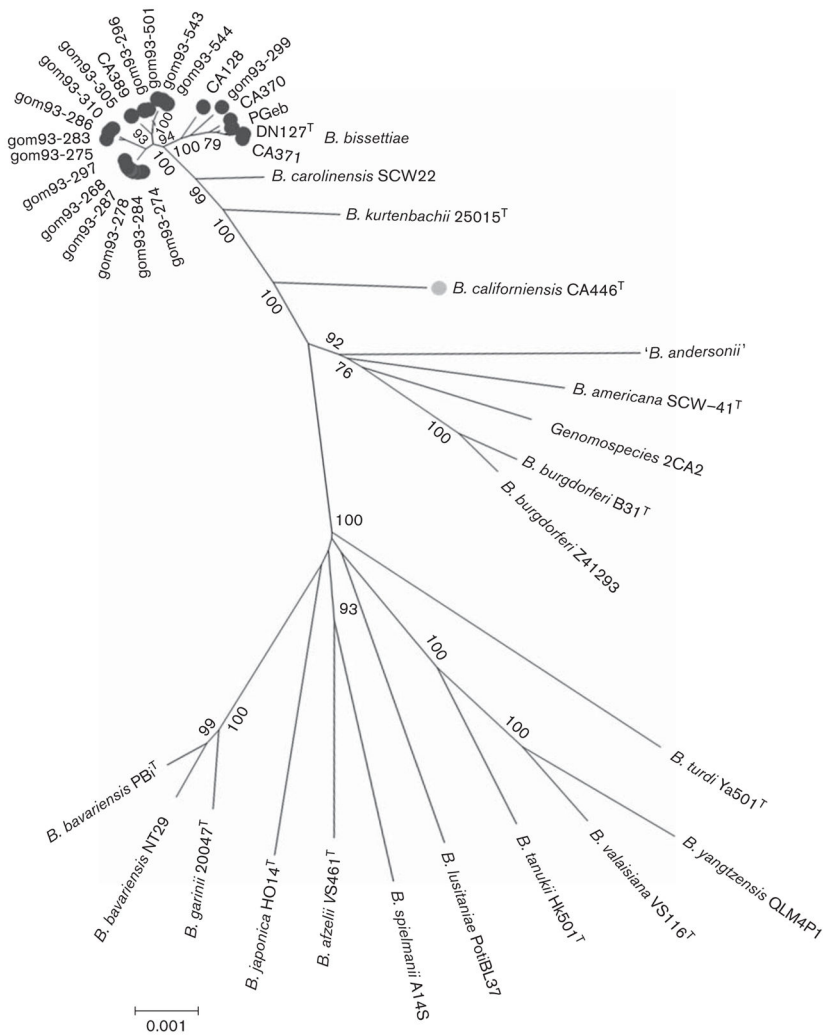 gom93-501
gom93-543
gom93-296
gom93-544
CA389
CA128
gom93-299
gom93-305
CA370
gom93-310
PGeb
gom93-286
DN127T
B. bissettiae
gom93-283
CA371
gom93-275
gom93-297
gom93-268
gom93-287
gom93-278
gom93-284
gom93-274
93
100
94
100
79
100
B. carolinensis SCW22
99
B. kurtenbachii 25015T
100
B. californiensis CA446T
100
92
'B. andersonii'
76
B. americana SCW–41T
Genomospecies 2CA2
100
B. burgdorferi B31T
B. burgdorferi Z41293
100
93
100
99
100
100
B. turdi Ya501T
B. bavariensis PBiT
B. bavariensis NT29
B. garinii 20047T
B. japonica HO14T
B. afzelii VS461T
B. spielmanii A14S
B. lusitaniae PotiBL37
B. tanukii Hk501T
B. valaisiana VS116T
B. yangtzensis QLM4P1
0.001